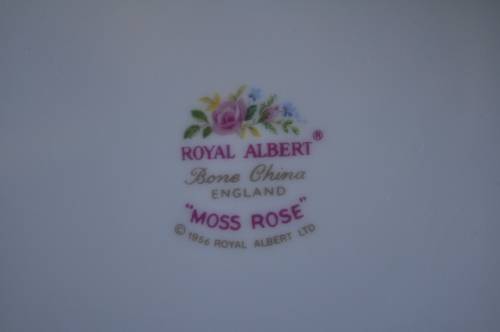 ROYAL ALBERT®
Bone China
ENGLAND
"MOSS ROSE"
© 1956 ROYAL ALBERT LTD